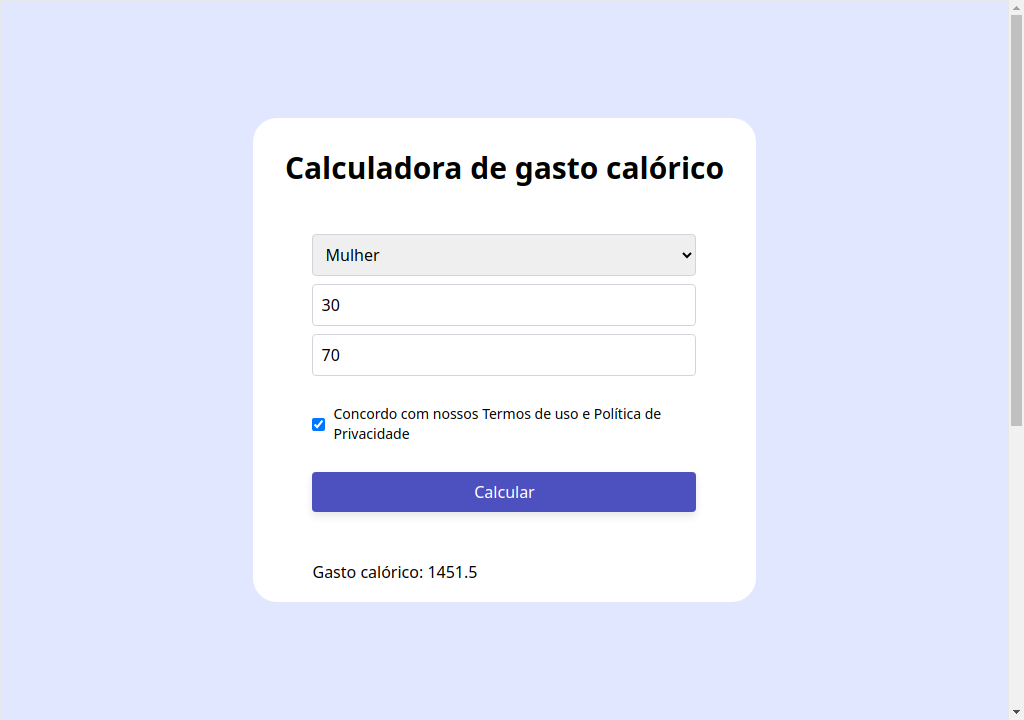 Calculadora de gasto calórico
Mulher
30
70
Concordo com nossos Termos de uso e Política de
Privacidade
Calcular
Gasto calórico: 1451.5